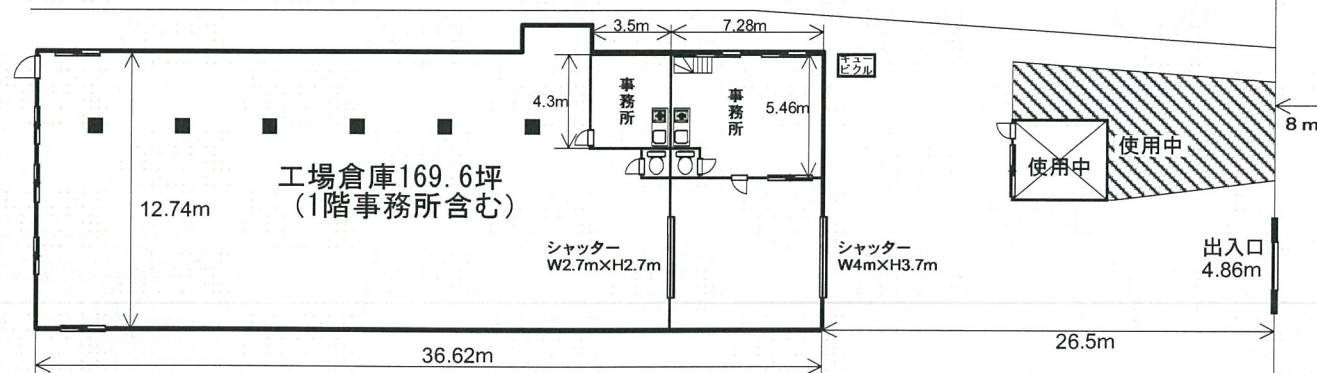 3.5m
7.28m
キュービクル
事務所
4.3m
事務所
5.46m
8m
使用中
使用中
工場倉庫169.6坪
(1階事務所含む)
12.74m
シャッター
W2.7m×H2.7m
シャッター
W4m×H3.7m
出入口
4.86m
26.5m
36.62m